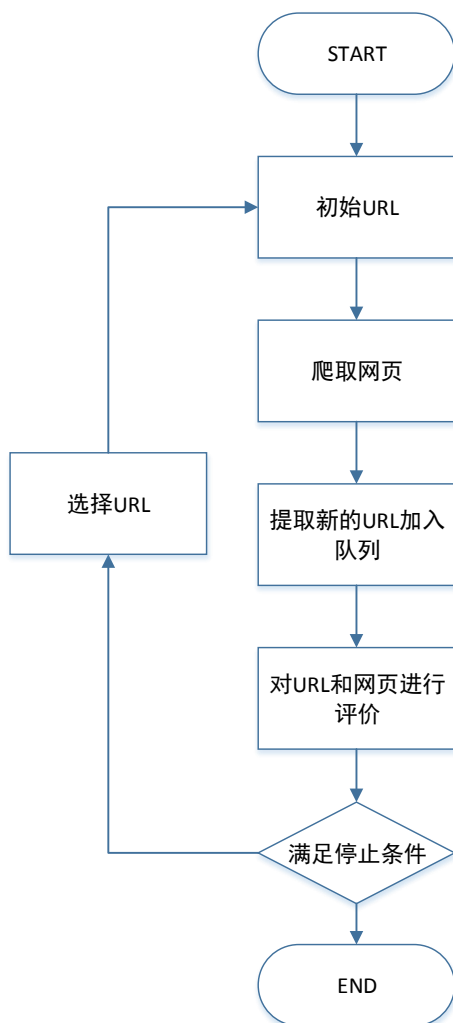 START
初始URL
爬取网页
选择URL
提取新的URL加入
队列
对URL和网页进行
评价
满足停止条件
END